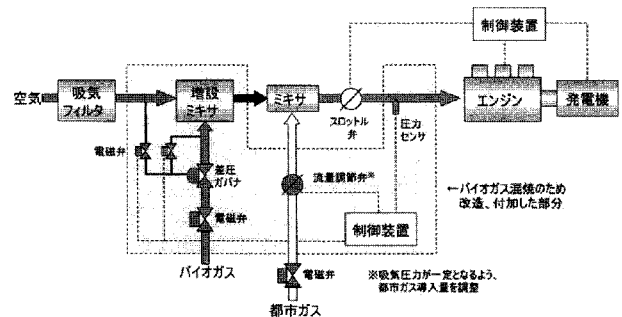 制御装置
空気
吸気
フィルタ
増設
ミキサ
ミキサ
スロットル
弁
圧力
センサ
エンジン
発電機
電磁弁
差圧
ガバナ
流量調節弁※
←バイオガス混焼のため
改造、付加した部分
電磁弁
制御装置
バイオガス
電磁弁
都市ガス
※吸気圧力が一定となるよう、
都市ガス導入量を調整